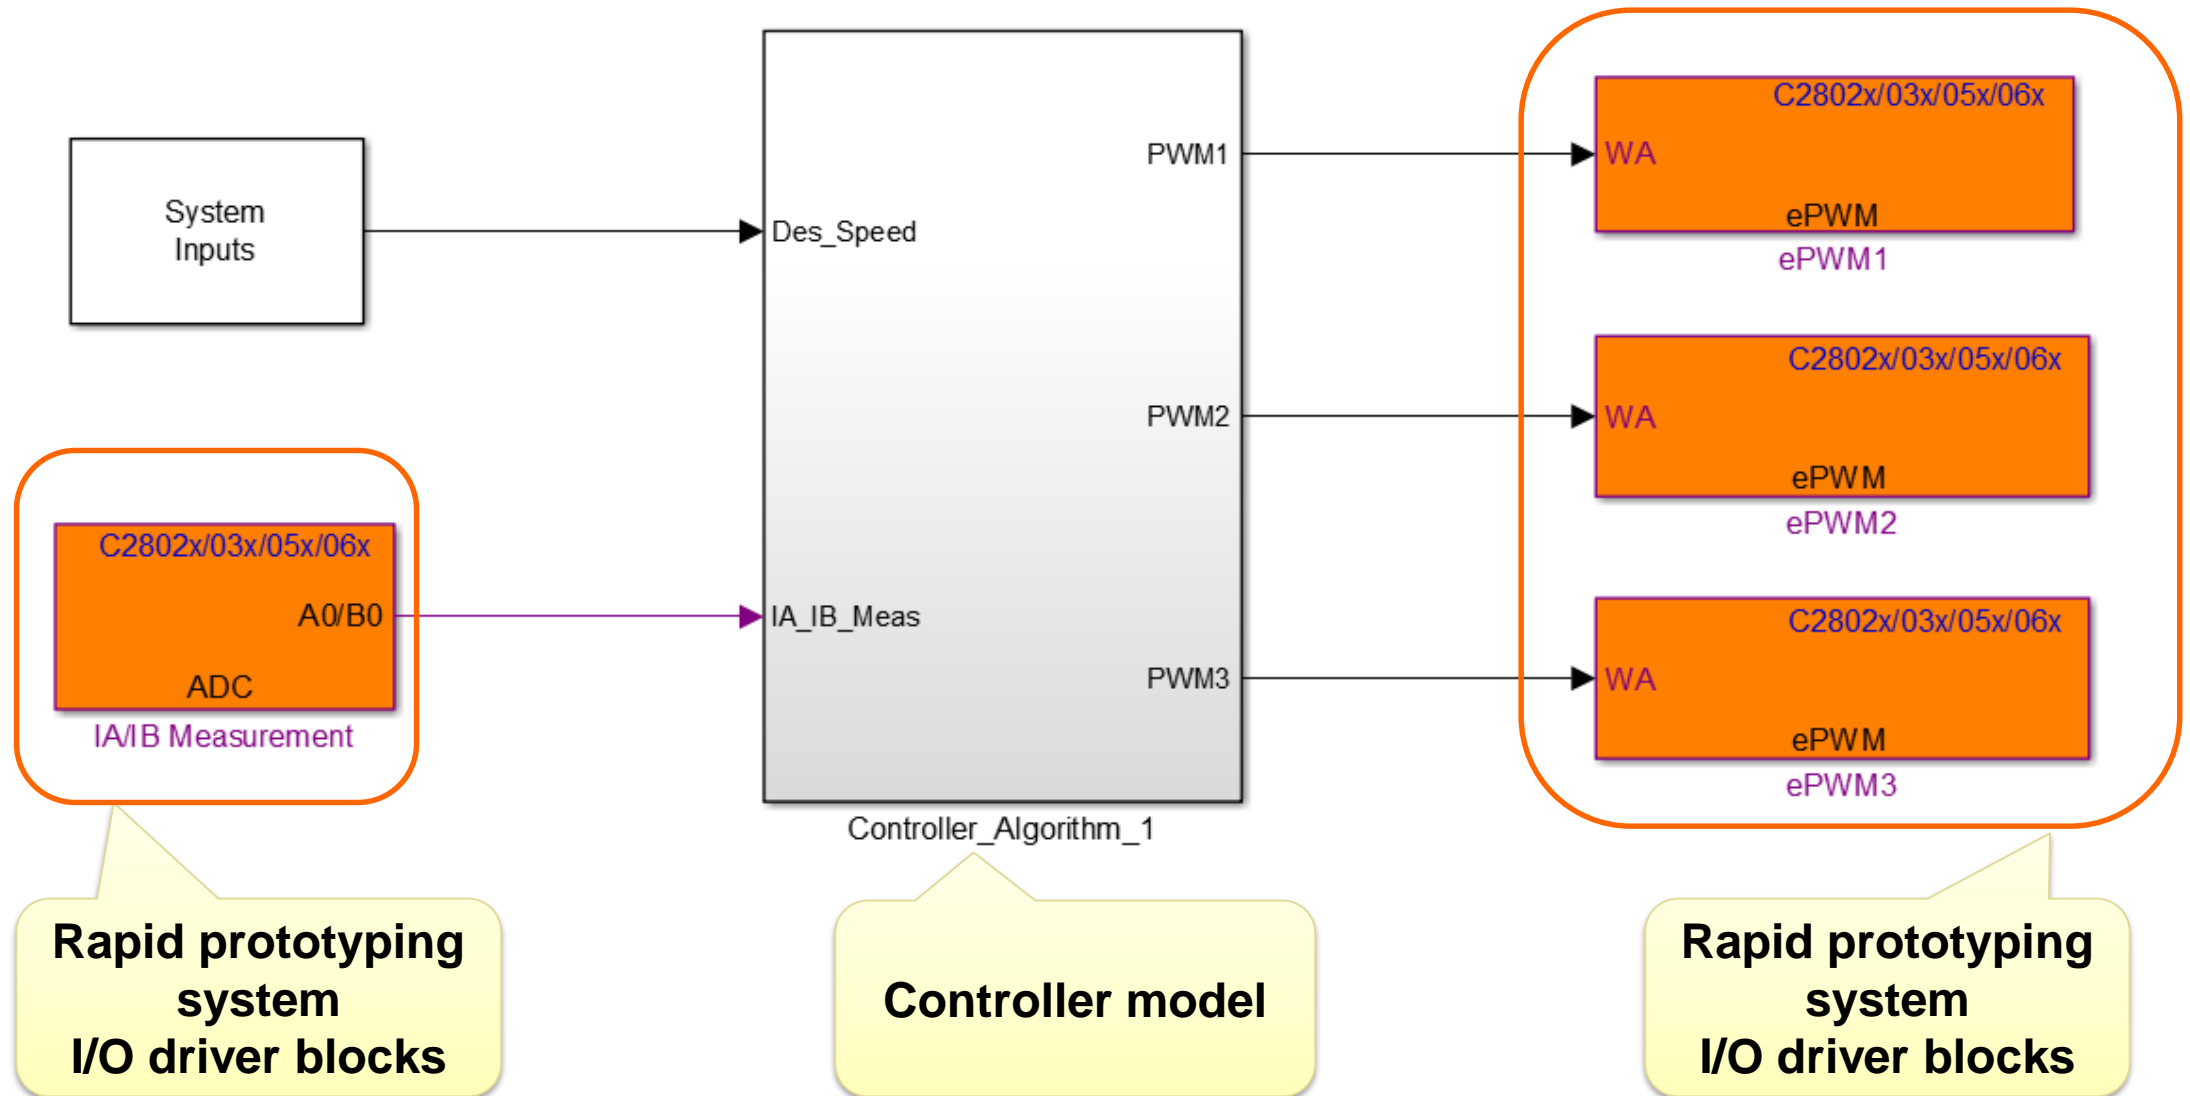 System
Inputs
C2802x/03x/05x/06x
A0/B0
ADC
IA/IB Measurement
Des_Speed
IA_IB_Meas
PWM1
PWM2
PWM3
Controller_Algorithm_1
C2802x/03x/05x/06x
WA
ePWM
ePWM1
C2802x/03x/05x/06x
WA
ePWM
ePWM2
C2802x/03x/05x/06x
WA
ePWM
ePWM3
Rapid prototyping
system
I/O driver blocks
Controller model
Rapid prototyping
system
I/O driver blocks